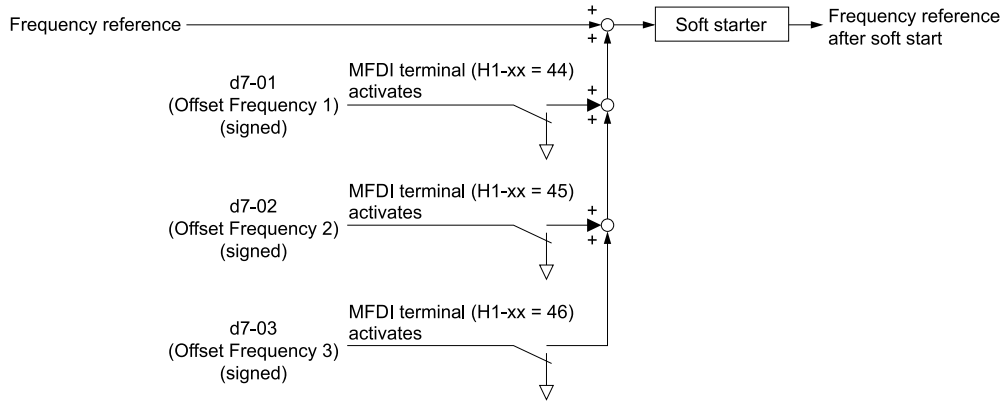 Frequency reference
+
+
Soft starter
Frequency reference
after soft start
d7-01
(Offset Frequency 1)
(signed)
MFDI terminal (H1-xx = 44)
activates
+
+
d7-02
(Offset Frequency 2)
(signed)
MFDI terminal (H1-xx = 45)
activates
+
+
d7-03
(Offset Frequency 3)
(signed)
MFDI terminal (H1-xx = 46)
activates